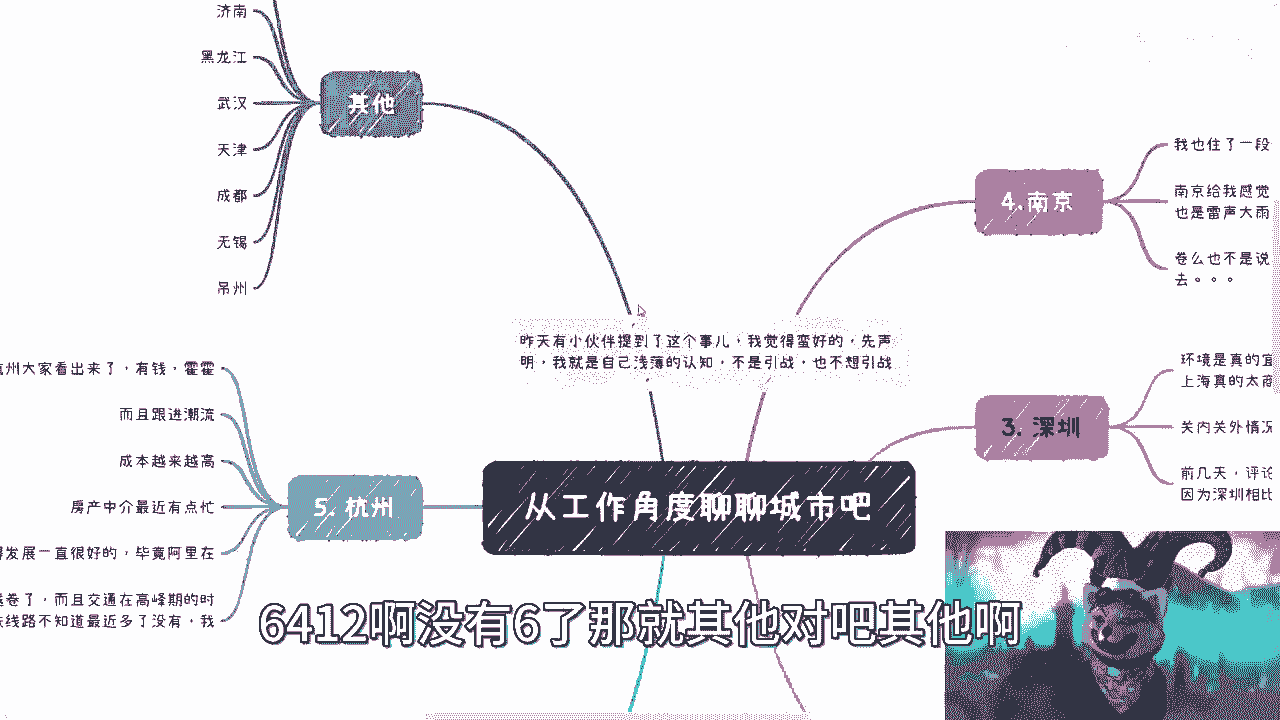 济南
黑龙江
武汉
天津
成都
无锡
常州
其他
4.南京
我也住了一段
南京给我感觉
也是雷声大雨
卷么也不是说
去。。。
昨天有小伙伴提到了这个事儿，我觉得蛮好的，先声
明，我就是自己浅薄的认知，不是引战，也不想引战
3. 深圳
环境是真的宜
上海真的太商
关内关外情况
前几天，评论
因为深圳相比
从工作角度聊聊城市吧
5. 杭州
州大家看出来了，有钱，霍霍
而且跟进潮流
成本越来越高
房产中介最近有点忙
发展一直很好的，毕竟阿里在
卷了，而且交通在高峰期的时
线路不知道最近多了没有，我
6412啊没有6了那就其他对吧其他啊